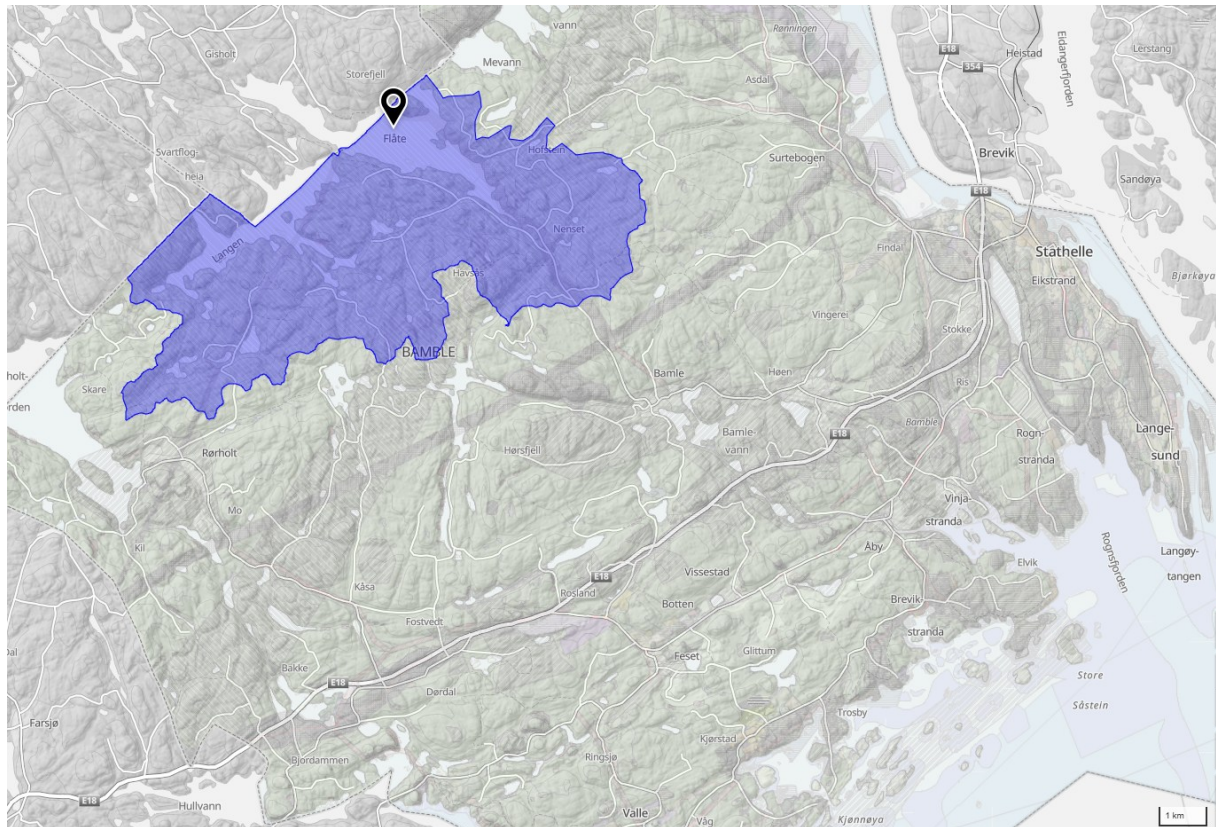 vann
Rønningen
Eidangerfjorden
Gisholt
Mevann
E18
Heistad
Lerstang
354
Storefjell
Asdal
Flåte
Hofstein
Svartflog-
heia
Surtebogen
Brevik
Sandøya
E18
Langen
Nenset
Findal
Stathelle
Bjørkøya
Eikstrand
Havsås
Vingerei
Stokke
BAMBLE
Bamle
Høen
Ris
Skare
holt-
orden
E18
Bamble
Bamle-
vann
Rogn-
stranda
Lange-
sund
Rørholt
Hørsfjell
Mo
Vinja-
stranda
Kil
Åby
Rognsfjorden
Langøy-
tangen
Elvik
E18
Vissestad
Kåsa
Rosland
Botten
Brevik-
stranda
Fostvedt
Dal
Feset
Glittum
Bakke
E18
Dørdal
Store
Såstein
Farsjø
Trosby
Kjørstad
Bjordammen
Ringsjø
E18
Hullvann
Valle
Våg
Kjønnøya
1 km